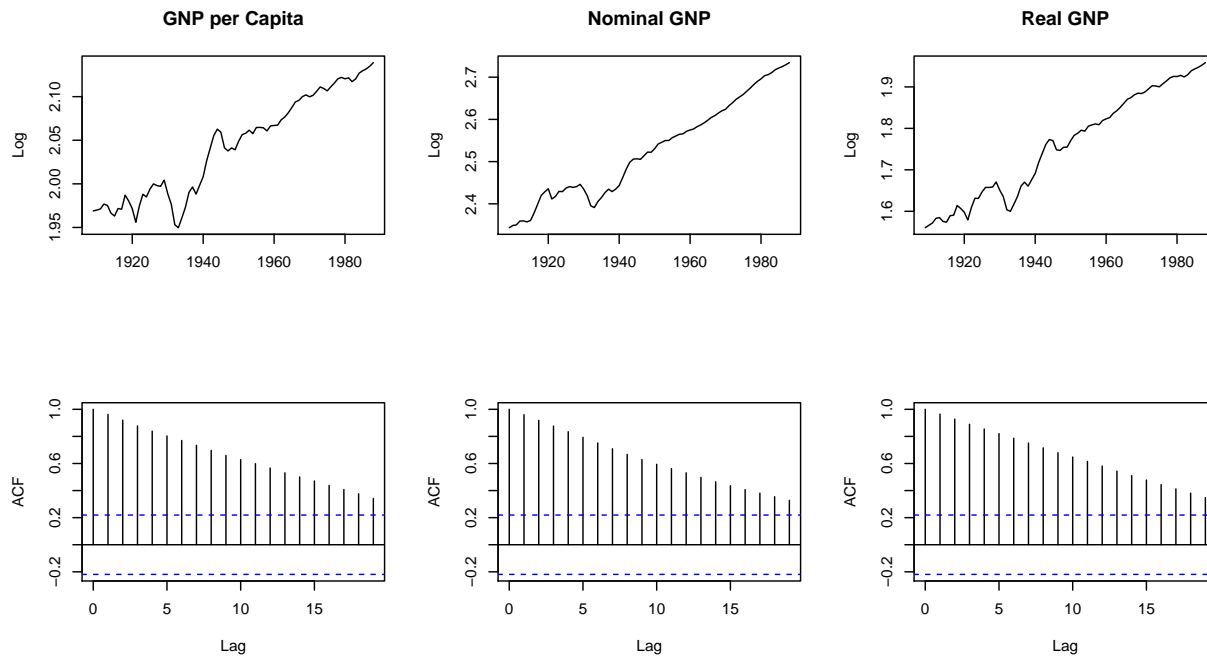 GNP per Capita
Log
1.95 2.00 2.05 2.10
1920 1940 1960 1980
Nominal GNP
Log
2.4 2.5 2.6 2.7
1920 1940 1960 1980
Real GNP
Log
1.6 1.7 1.8 1.9
1920 1940 1960 1980
ACF
−0.2 0.2 0.6 1.0
0 5 10 15
Lag
ACF
−0.2 0.2 0.6 1.0
0 5 10 15
Lag
ACF
−0.2 0.2 0.6 1.0
0 5 10 15
Lag